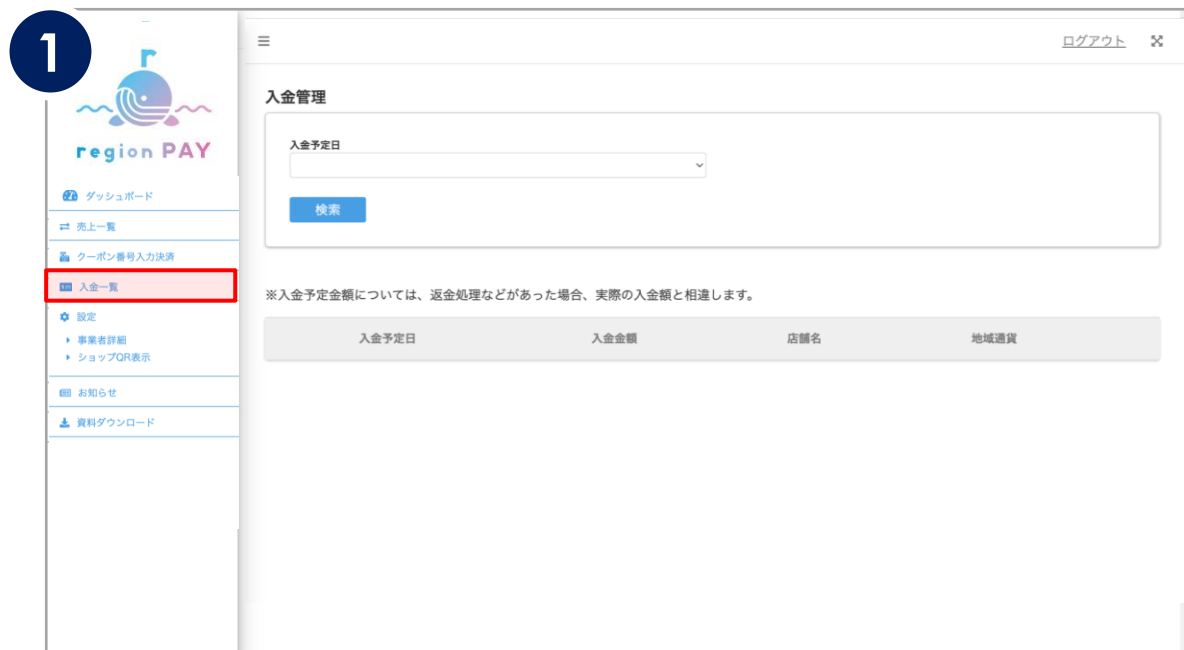 1
region PAY
ダッシュボード
売上一覧
クーポン番号入力決済
入金一覧
設定
事業者詳細
ショップQR表示
お知らせ
資料ダウンロード
ログアウト
入金管理
入金予定日
検索
※入金予定金額については、返金処理などがあった場合、実際の入金額と相違します。
入金予定日 入金金額 店舗名 地域通貨